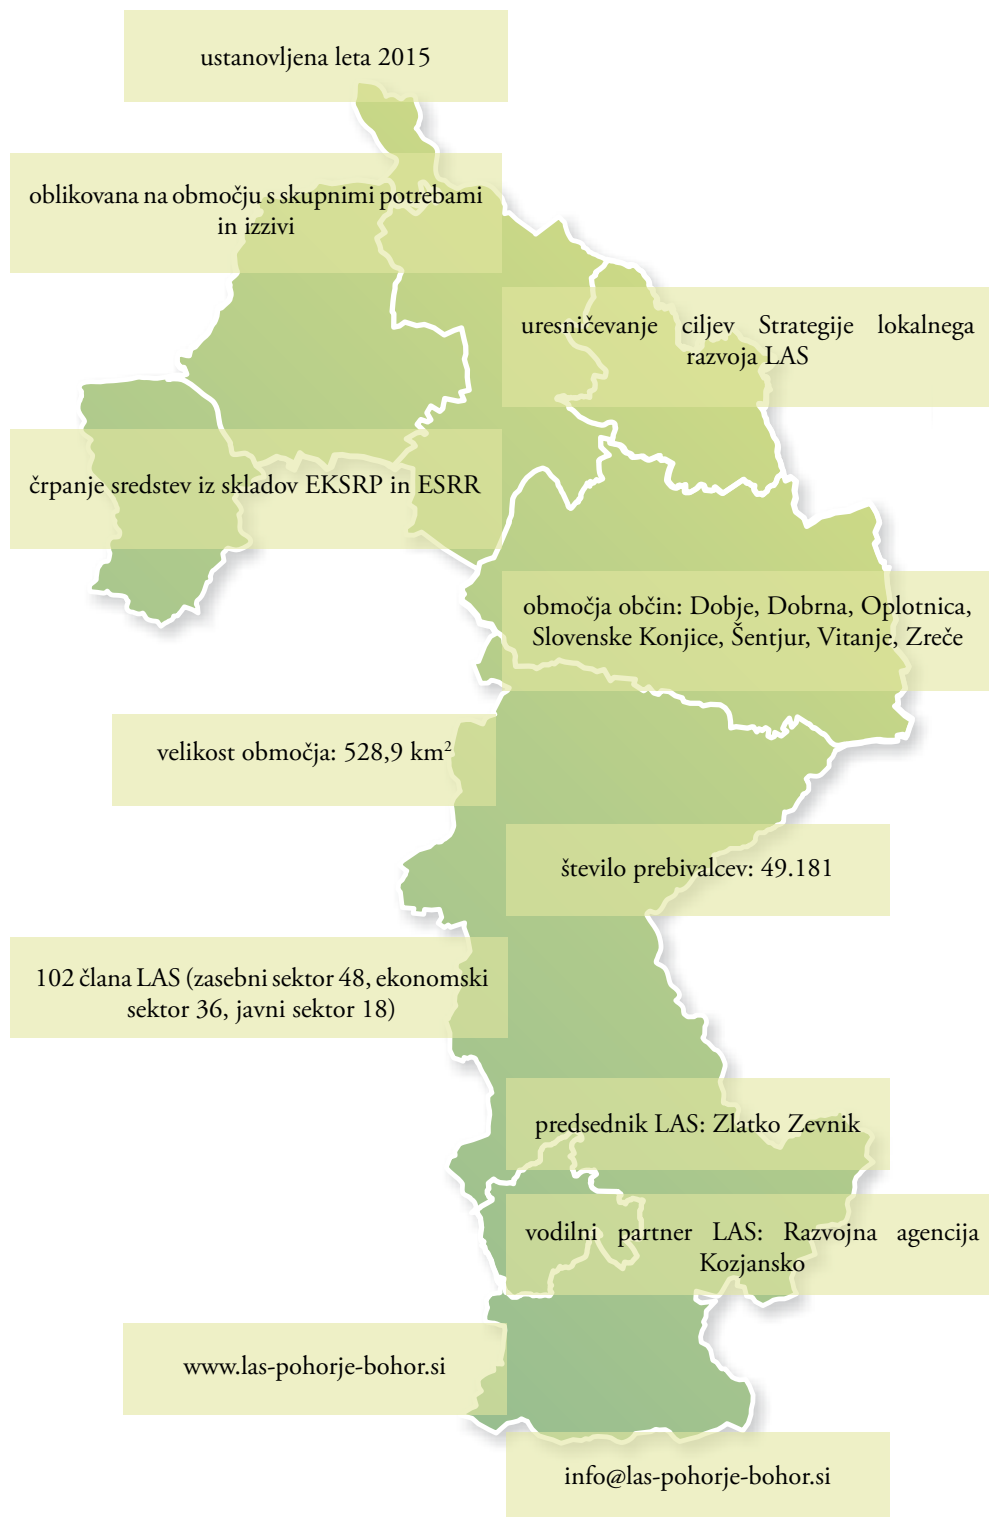 ustanovljena leta 2015
oblikovana na območju s skupnimi potrebami
in izzivi
uresničevanje ciljev Strategije lokalnega
razvoja LAS
črpanje sredstev iz skladov EKSRP in ESRR
območja občin: Dobje, Dobrna, Oplotnica,
Slovenske Konjice, Šentjur, Vitanje, Zreče
velikost območja: 528,9 km²
število prebivalcev: 49.181
102 člana LAS (zasebni sektor 48, ekonomski
sektor 36, javni sektor 18)
predsednik LAS: Zlatko Zevnik
vodilni partner LAS: Razvojna agencija
Kozjansko
www.las-pohorje-bohor.si
info@las-pohorje-bohor.si